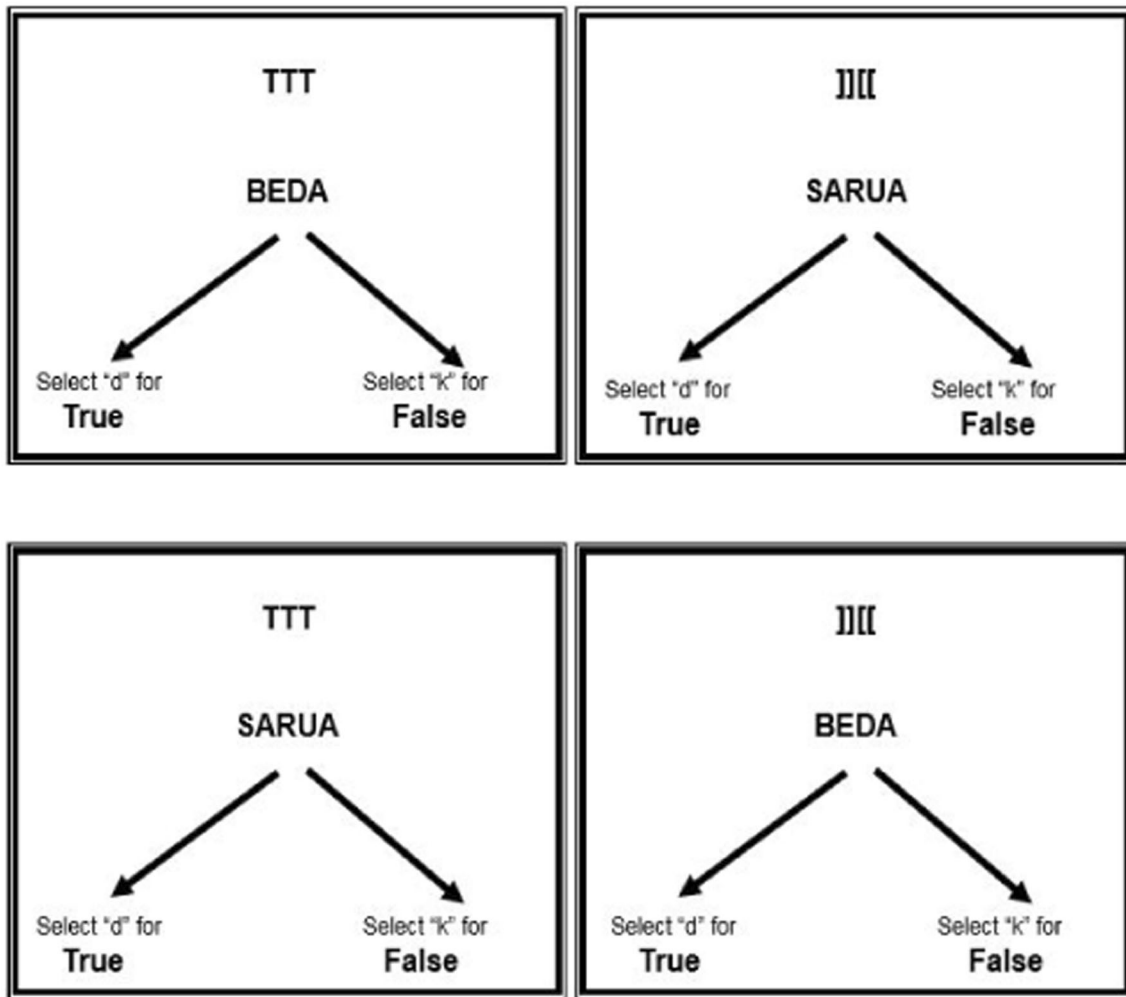 TTT
BEDA
Select “d” for
True
Select “k” for
False
]][[
SARUA
Select “d” for
True
Select “k” for
False
TTT
SARUA
Select “d” for
True
Select “k” for
False
]][[
BEDA
Select “d” for
True
Select “k” for
False